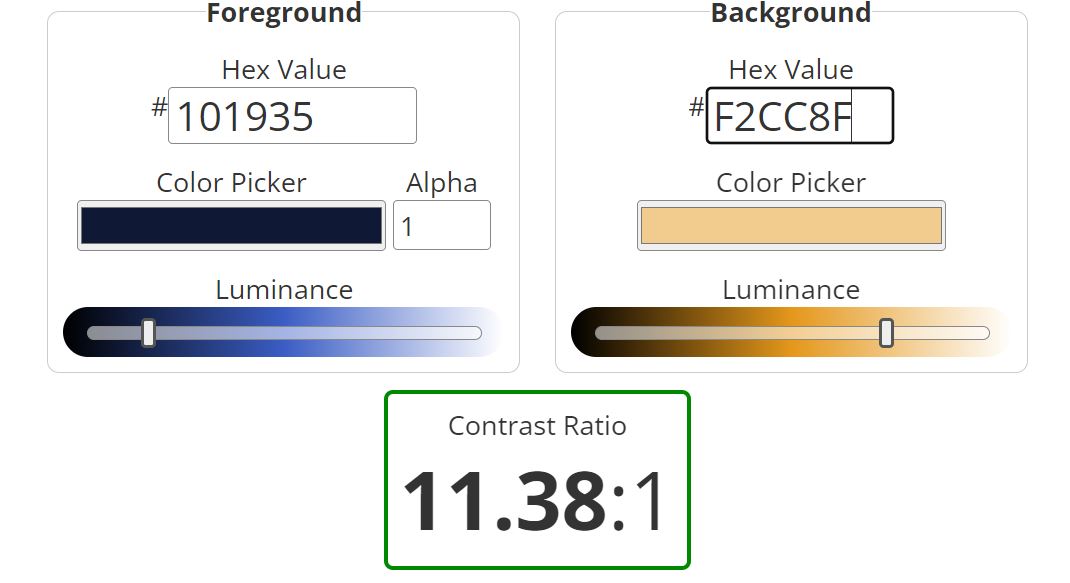 Foreground
Hex Value
#101935
Color Picker
Alpha
1
Luminance
Background
Hex Value
#F2CC8F
Color Picker
Luminance
Contrast Ratio
11.38:1